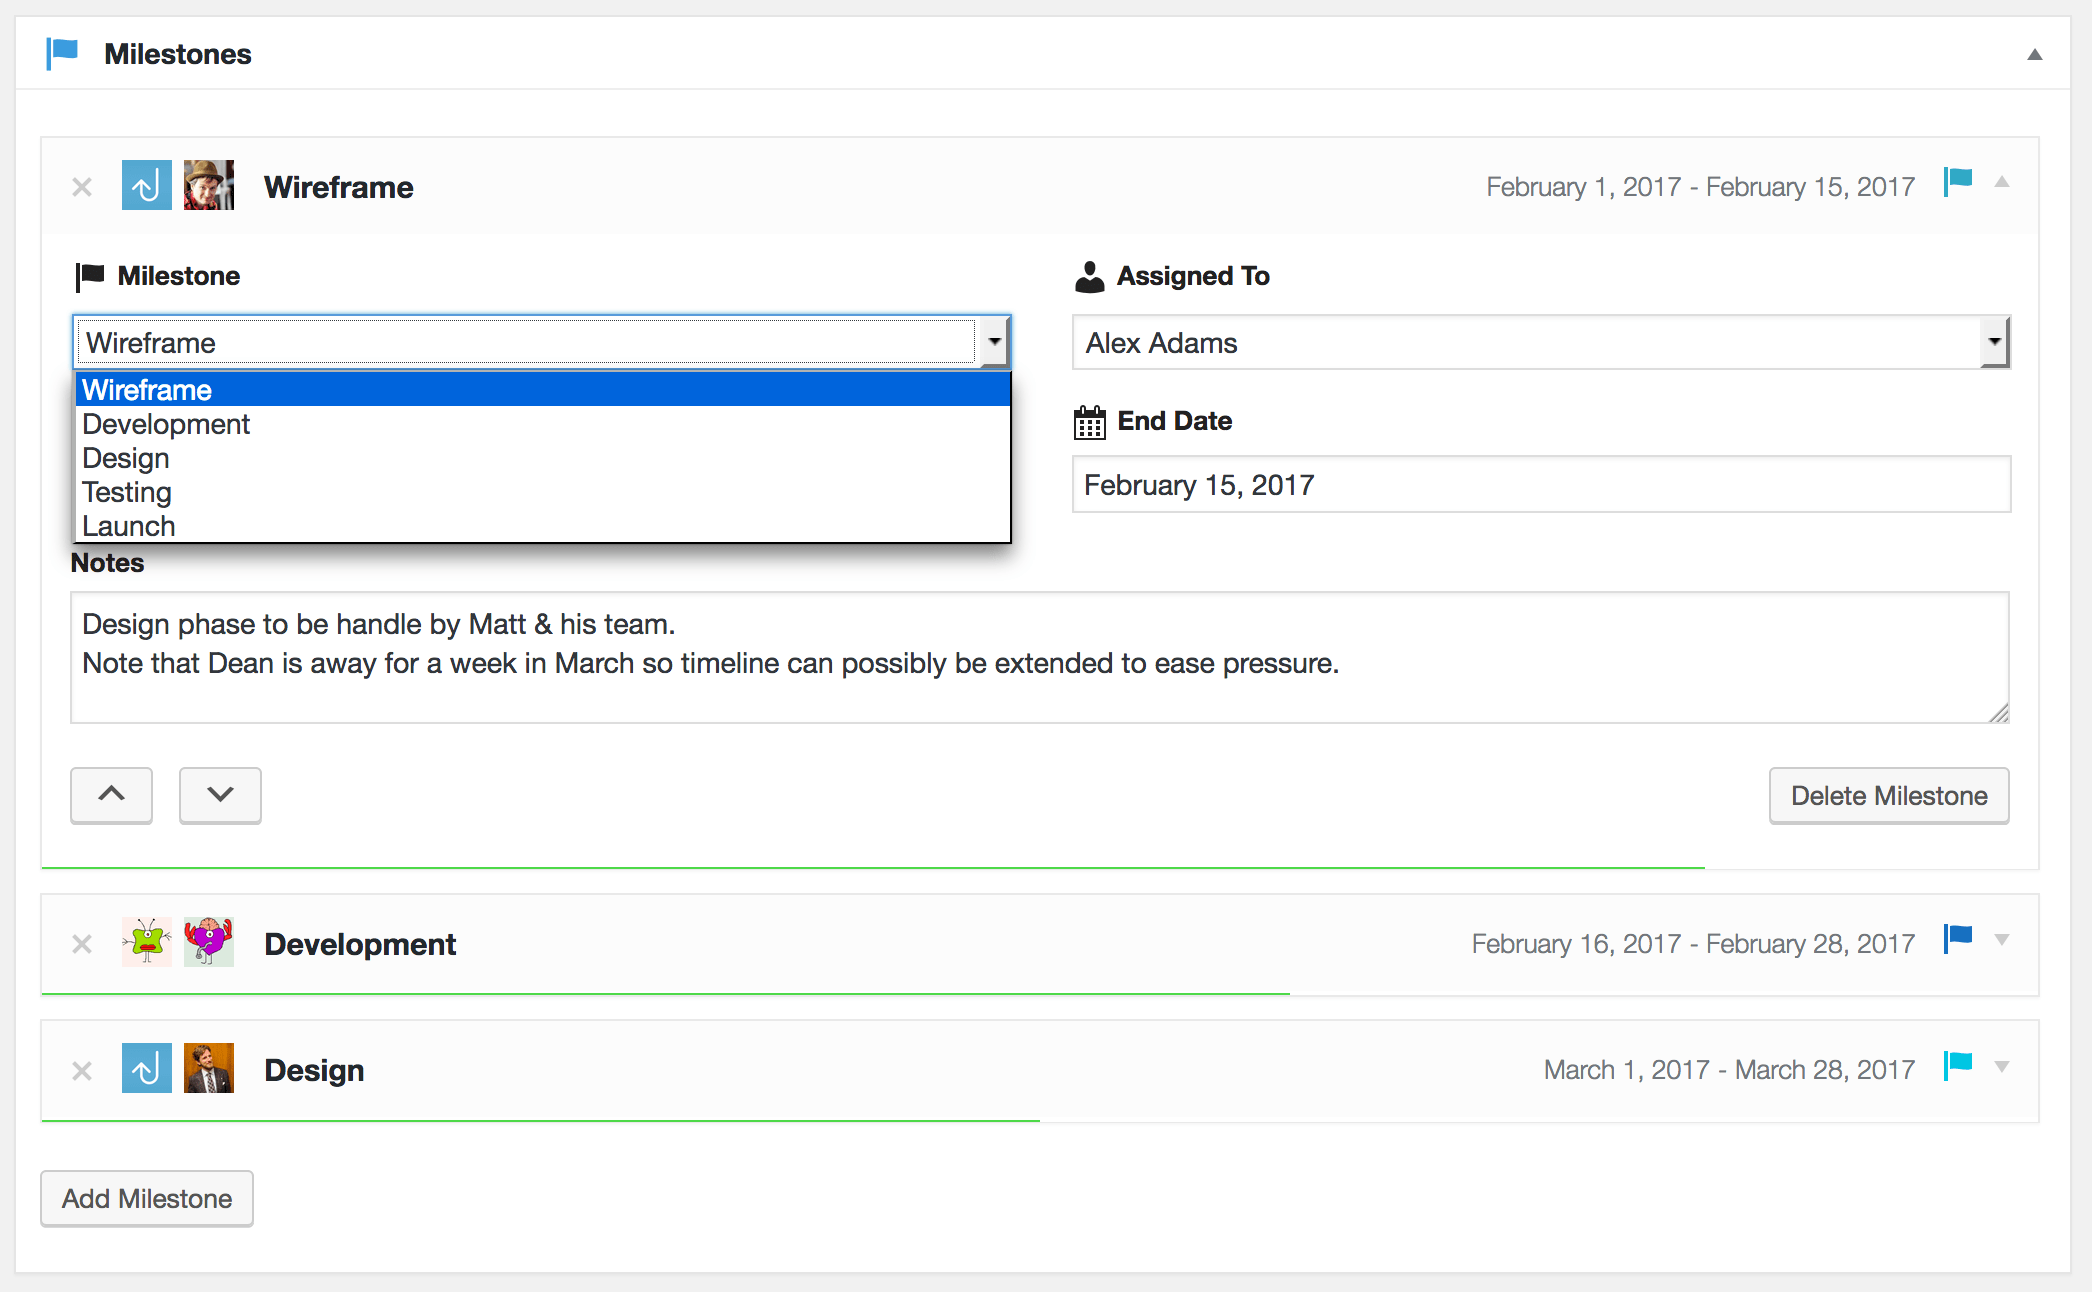 Milestones
Wireframe
February 1, 2017 - February 15, 2017
Milestone
Assigned To
Wireframe
Alex Adams
Wireframe
Development
Design
Testing
Launch
End Date
February 15, 2017
Notes
Design phase to be handle by Matt & his team.
Note that Dean is away for a week in March so timeline can possibly be extended to ease pressure.
Delete Milestone
Development
February 16, 2017 - February 28, 2017
Design
March 1, 2017 - March 28, 2017
Add Milestone